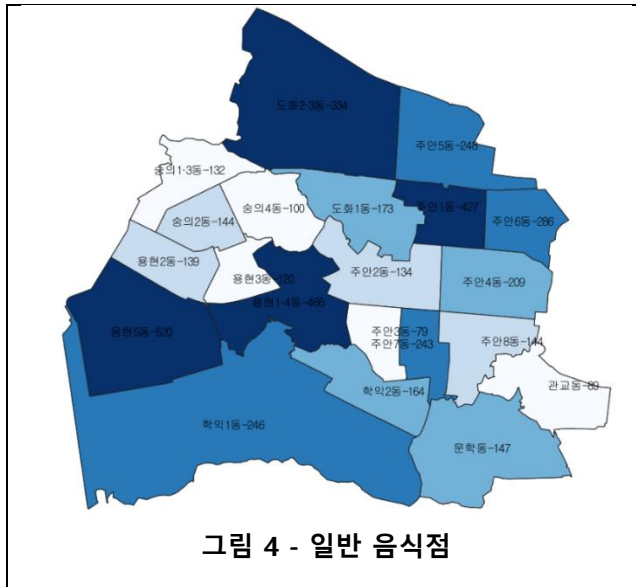 도화2·3동-334
주안5동-248
숭의1·3동-132
숭의4동-100
도화1동-173
주안1동-427
숭의2동-144
주안6동-286
용현2동-139
주안2동-134
용현3동-120
주안4동-209
용현1·4동-466
용현5동-520
주안3동-79
주안7동-243
주안8동-144
관교동-89
학익2동-164
학익1동-246
문학동-147
그림 4 - 일반 음식점